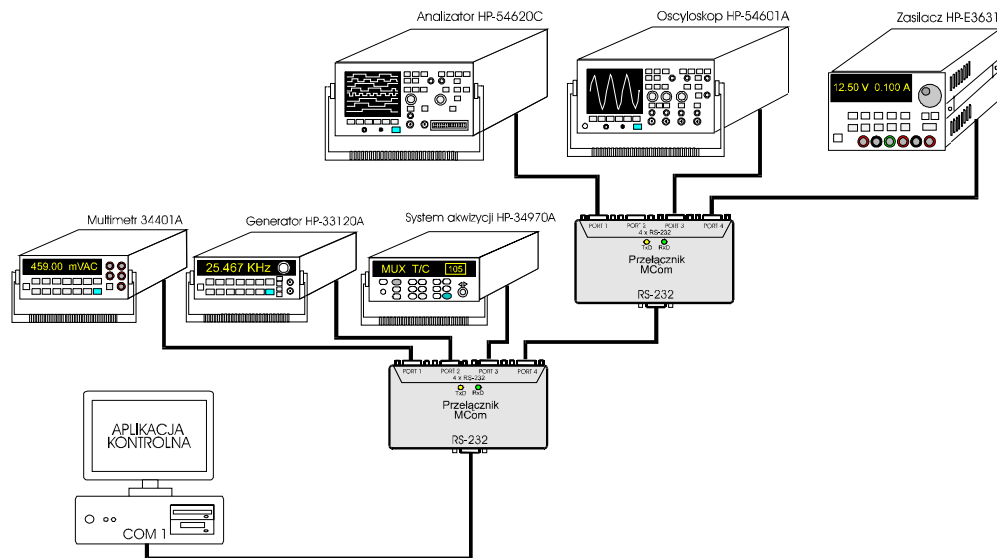 Analizator HP-54620C
Oscyloskop HP-54601A
Zasilacz HP-E3631
12.50 V 0.100 A
Multimetr 34401A
Generator HP-33120A
System akwizycji HP-34970A
459.00 mVAC
25.467 KHz
MUX T/C 105
PORT 1 PORT 2 PORT 3 PORT 4
4 x RS-232
TxD RxD
Przełącznik
MCom
RS-232
PORT 1 PORT 2 PORT 3 PORT 4
4 x RS-232
TxD RxD
Przełącznik
MCom
RS-232
APLIKACJA
KONTROLNA
COM 1